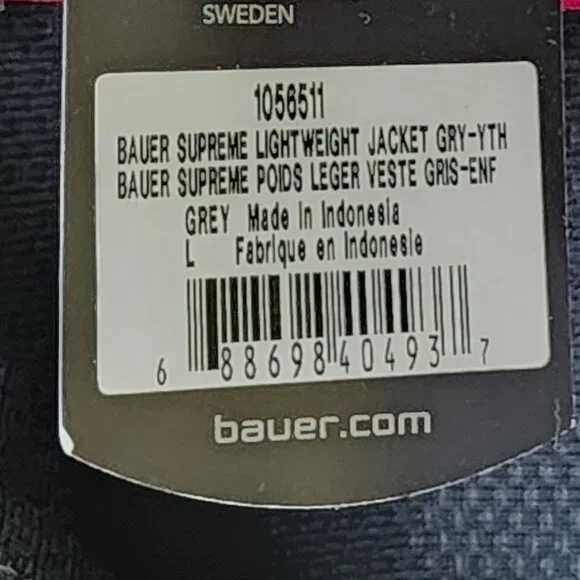 SWEDEN
1056511
BAUER SUPREME LIGHTWEIGHT JACKET GRY-YTH
BAUER SUPREME POIDS LEGER VESTE GRIS-ENF
GREY Made in Indonesia
L Fabrique en Indonesie
6 88698 40493 7
bauer.com